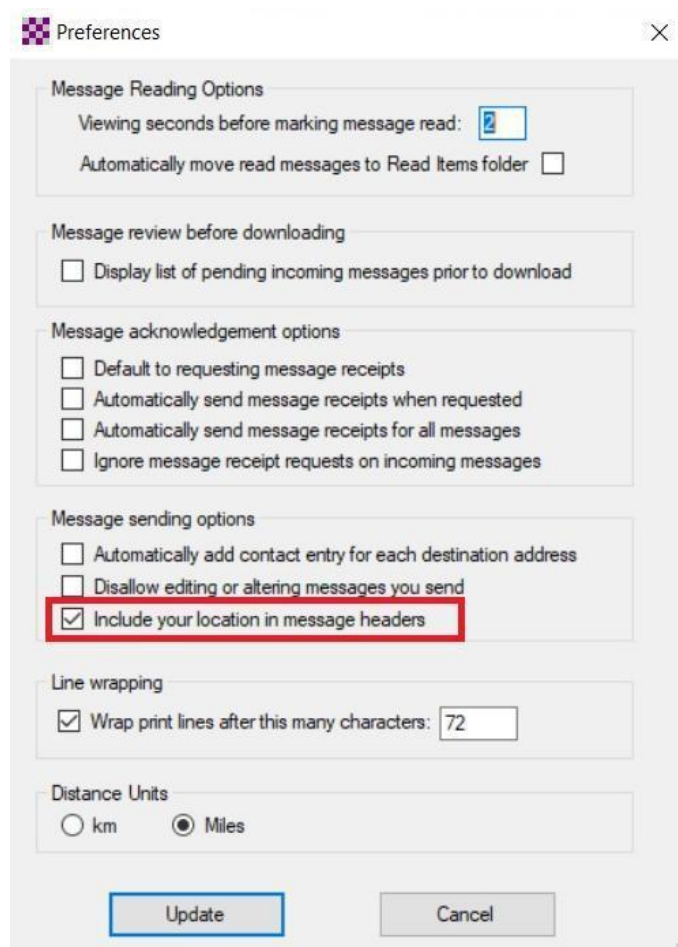 Preferences
Message Reading Options
Viewing seconds before marking message read: 2
Automatically move read messages to Read Items folder
Message review before downloading
Display list of pending incoming messages prior to download
Message acknowledgement options
Default to requesting message receipts
Automatically send message receipts when requested
Automatically send message receipts for all messages
Ignore message receipt requests on incoming messages
Message sending options
Automatically add contact entry for each destination address
Disallow editing or altering messages you send
Include your location in message headers
Line wrapping
Wrap print lines after this many characters: 72
Distance Units
km Miles
Update Cancel